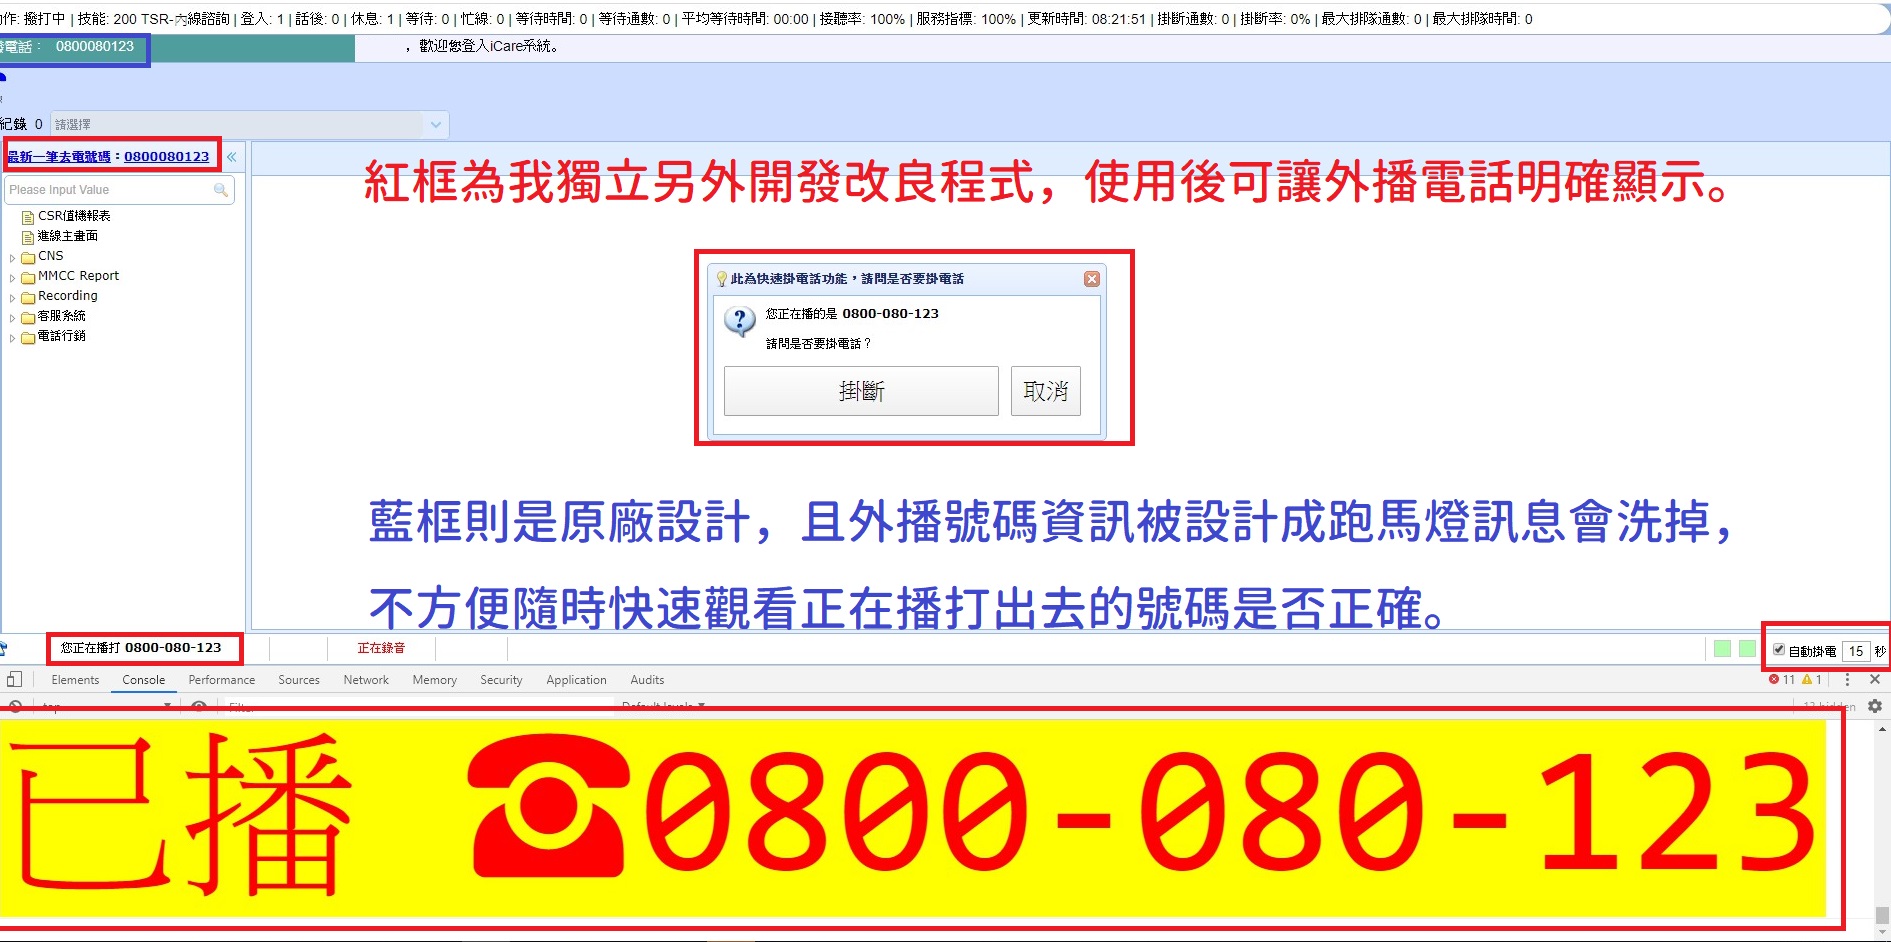 作: 撥打中 | 技能: 200 TSR-內線諮詢 | 登入: 1 | 話後: 0 | 休息: 1 | 等待: 0 | 忙線: 0 | 等待時間: 0 | 等待通數: 0 | 平均等待時間: 00:00 | 接聽率: 100% | 服務指標: 100% | 更新時間: 08:21:51 | 掛斷通數: 0 | 掛斷率: 0% | 最大排隊通數: 0 | 最大排隊時間: 0
電話： 0800080123
，歡迎您登入iCare系統。
紀錄 0 請選擇
最新一筆去電號碼：0800080123 «
紅框為我獨立另外開發改良程式，使用後可讓外播電話明確顯示。
Please Input Value
CSR值機報表
進線主畫面
CNS
MMCC Report
Recording
客服系統
電話行銷
此為快速掛電話功能，請問是否要掛電話
您正在播的是 0800-080-123
請問是否要掛電話？
掛斷 取消
藍框則是原廠設計，且外播號碼資訊被設計成跑馬燈訊息會洗掉，
不方便隨時快速觀看正在播打出去的號碼是否正確。
您正在播打 0800-080-123 正在錄音 自動掛電 15 秒
Elements Console Performance Sources Network Memory Security Application Audits 11 1
top Filter Default levels ▼ 12 hidden
已播 ☎0800-080-123